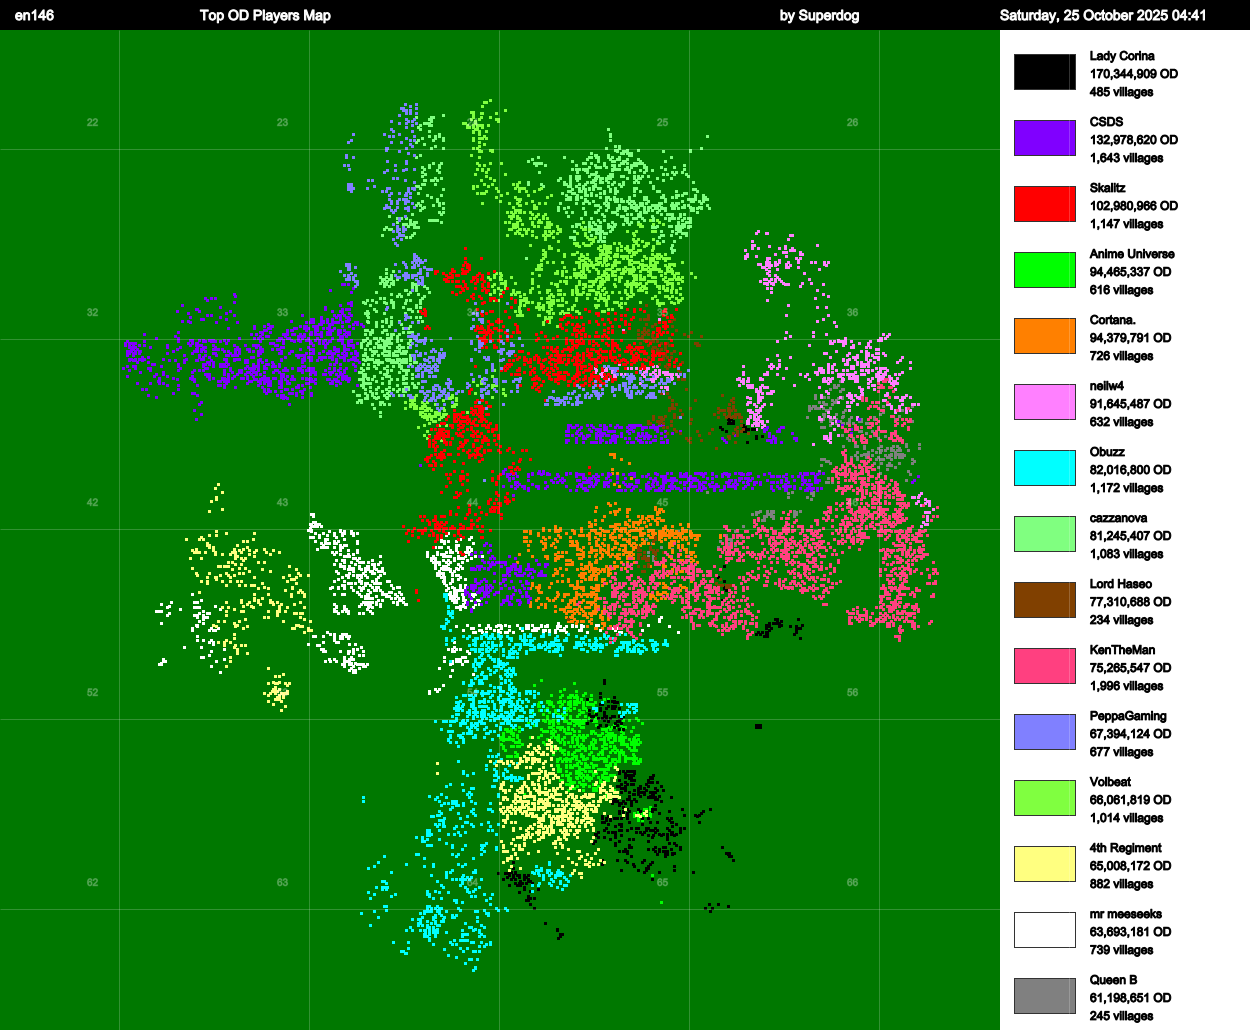 en146 Top OD Players Map by Superdog Saturday, 25 October 2025 04:41
Lady Corina
170,344,909 OD
485 villages
CSDS
132,978,620 OD
1,643 villages
Skalitz
102,980,966 OD
1,147 villages
Anime Universe
94,465,337 OD
616 villages
Cortana.
94,379,791 OD
726 villages
neilw4
91,645,487 OD
632 villages
Obuzz
82,016,800 OD
1,172 villages
cazzanova
81,245,407 OD
1,083 villages
Lord Haseo
77,310,688 OD
234 villages
KenTheMan
75,265,547 OD
1,996 villages
PeppaGaming
67,394,124 OD
677 villages
Volbeat
66,061,819 OD
1,014 villages
4th Regiment
65,008,172 OD
882 villages
mr meeseeks
63,693,181 OD
739 villages
Queen B
61,198,651 OD
245 villages
22 23 25 26
32 33 35 36
42 43 44 45
52 53 55 56
62 63 64 65 66